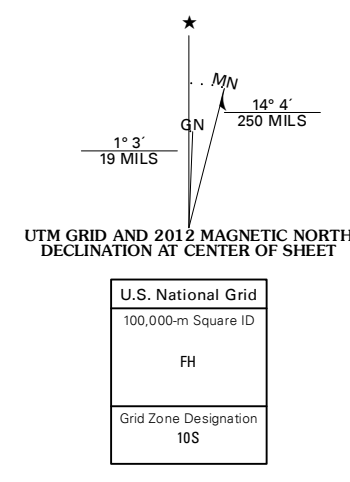 ★
MN
GN
14° 4´
250 MILS
1° 3´
19 MILS
UTM GRID AND 2012 MAGNETIC NORTH
DECLINATION AT CENTER OF SHEET
U.S. National Grid
100,000-m Square ID
FH
Grid Zone Designation
10S